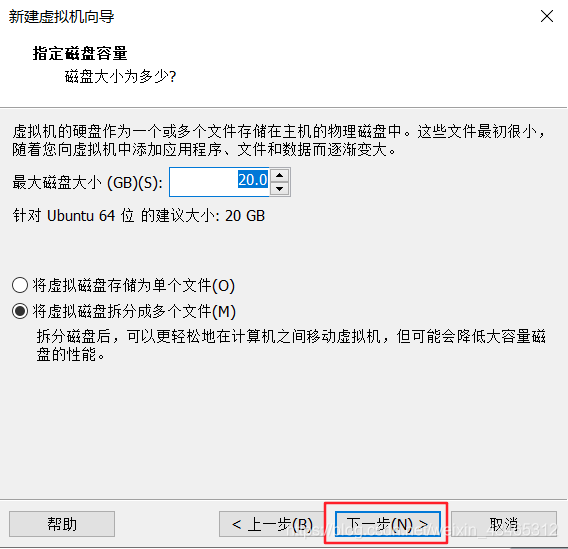 新建虚拟机向导
指定磁盘容量
磁盘大小为多少?
虚拟机的硬盘作为一个或多个文件存储在主机的物理磁盘中。这些文件最初很小，
随着您向虚拟机中添加应用程序、文件和数据而逐渐变大。
最大磁盘大小 (GB)(S): 20.0
针对 Ubuntu 64 位 的建议大小: 20 GB
将虚拟磁盘存储为单个文件(O)
将虚拟磁盘拆分成多个文件(M)
拆分磁盘后，可以更轻松地在计算机之间移动虚拟机，但可能会降低大容量磁
盘的性能。
帮助 < 上一步(B) 下一步(N) > 取消